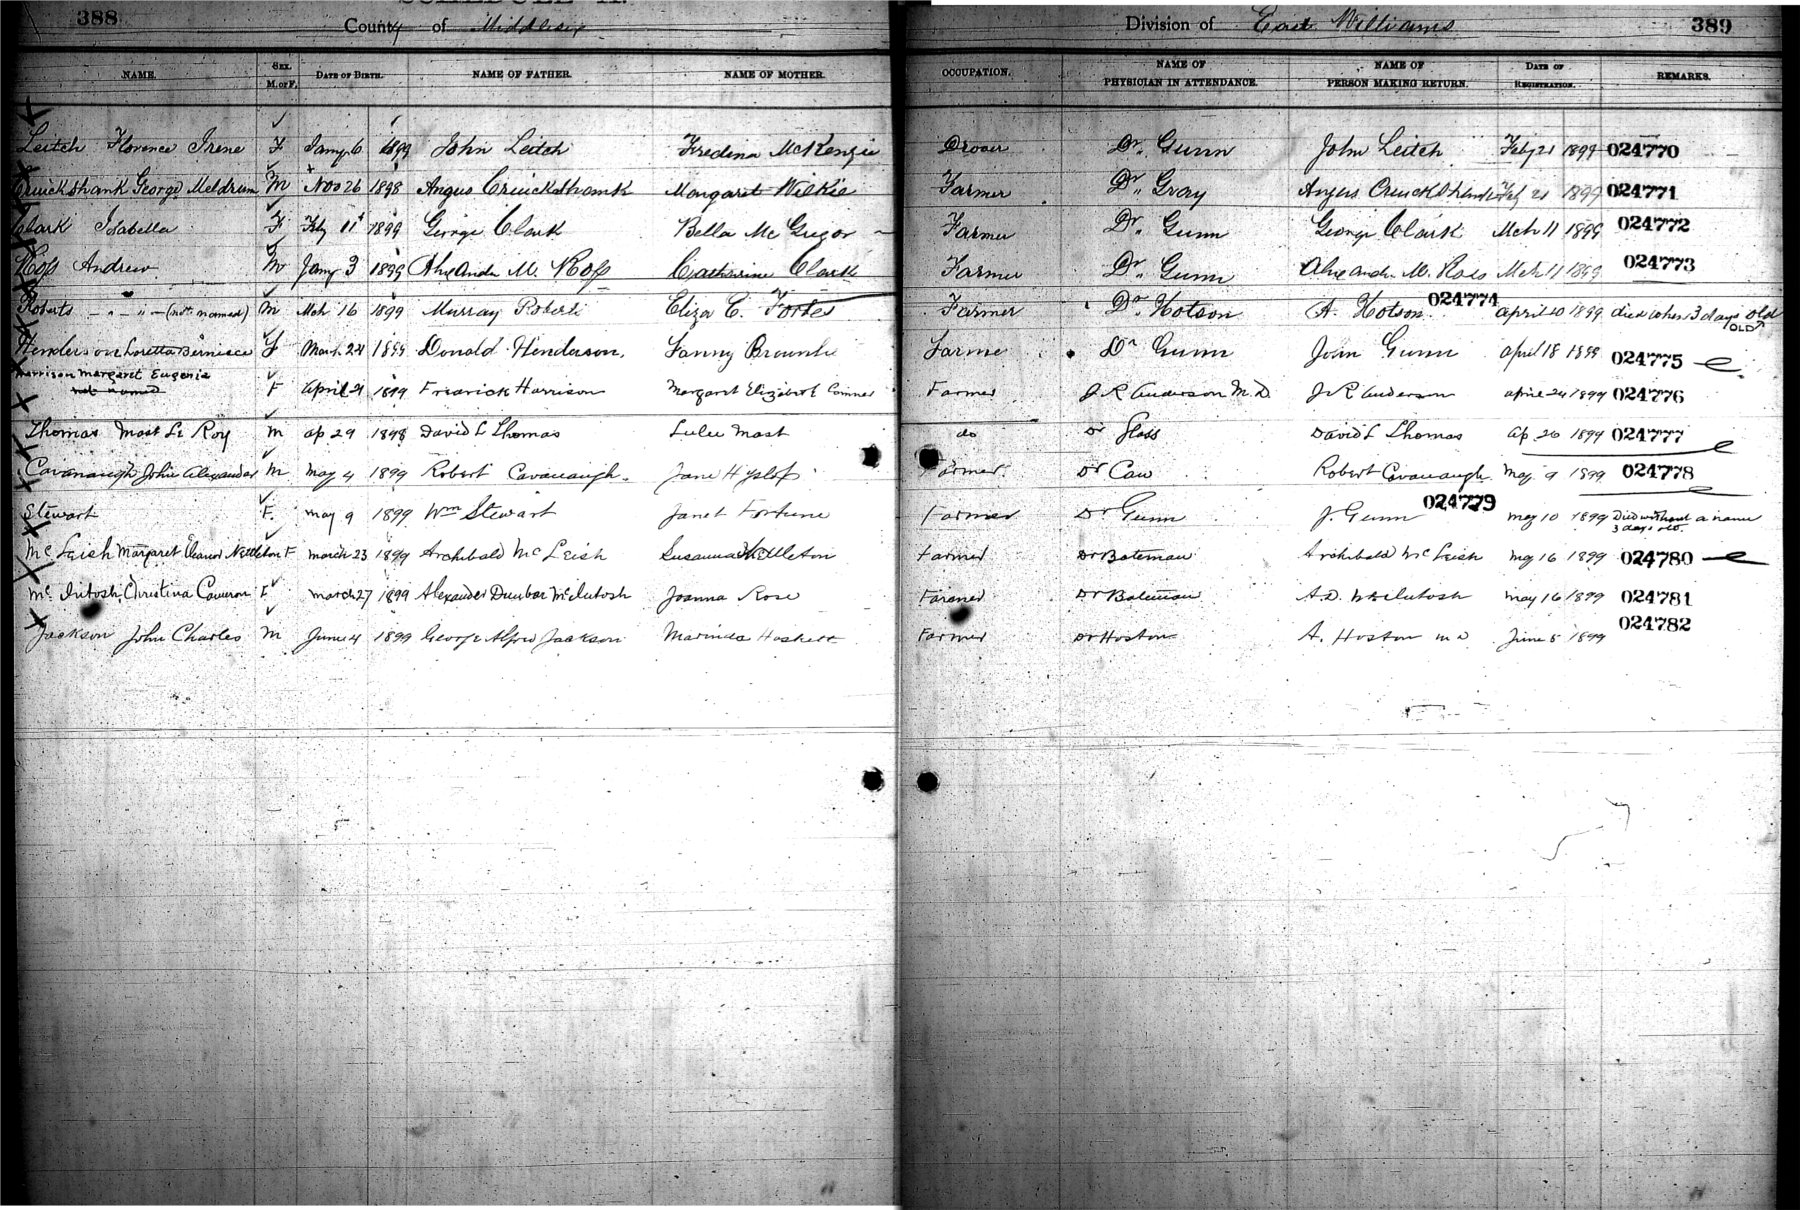 SCHEDULE A.
388 County of Middlesex Division of East Williams 389
NAME. SEX. M. or F. DATE OF BIRTH. NAME OF FATHER. NAME OF MOTHER. OCCUPATION. NAME OF PHYSICIAN IN ATTENDANCE. NAME OF PERSON MAKING RETURN. DATE OF REGISTRATION. REMARKS.
Leitch Florence Irene F Jany 6 1899 John Leitch Fredina McKenzie Drover Dr. Gunn John Leitch Feby 21 1899 024770
Cruickshank George Meldrum M Nov 26 1898 Angus Cruickshank Margaret Wilkie Farmer Dr. Gray Angus Cruickshank Feby 21 1899 024771
Clark Isabella F Feby 11 1899 George Clark Bella McGregor Farmer Dr. Gunn George Clark Mch 11 1899 024772
Ross Andrew M Jany 3 1899 Alexander M. Ross Catharine Clark Farmer Dr. Gunn Alexander M. Ross Mch 11 1899 024773
Roberts - " - " - (not named) M Mch 16 1899 Murray Roberts Eliza C. Forbes Farmer Dr. Hotson A. Hotson 024774 April 10 1899 died when 3 days old OLD
Henderson Loretta Berniece F Mar. 24 1899 Donald Henderson. Fanny Brownlie Farmer Dr Gunn John Gunn April 18 1899 024775
Harrison Margaret Eugenia
not named F April 21 1899 Fredrick Harrison Margaret Elizabeth Farmer J R Anderson M.D. J R Anderson April 24 1899 024776
Thomas Mast Le Roy M Ap 29 1898 David L Thomas Lulu Mast do Dr Glass David L Thomas Ap 26 1899 024777
Cavanaugh John Alexander M May 4 1899 Robert Cavanaugh. Jane Hyslop Farmer Dr Caw Robert Cavanaugh May 9 1899 024778
Stewart F. May 9 1899 Wm Stewart Janet Fortune Farmer Dr Gunn J. Gunn 024779 May 10 1899 Died without a name
3 days old.
McLeish Margaret Eleanor Nettleton F March 23 1899 Archibald McLeish Susanna Nettleton Farmer Dr Bateman Archibald McLeish May 16 1899 024780
McIntosh Christina Cameron F March 27 1899 Alexander Dunbar McIntosh Joanna Rose Farmer Dr Bateman A.D. McIntosh May 16 1899 024781
Jackson John Charles M June 4 1899 George Alfred Jackson Marinda Haskett Farmer Dr Hoston A. Hoston M D June 5 1899 024782